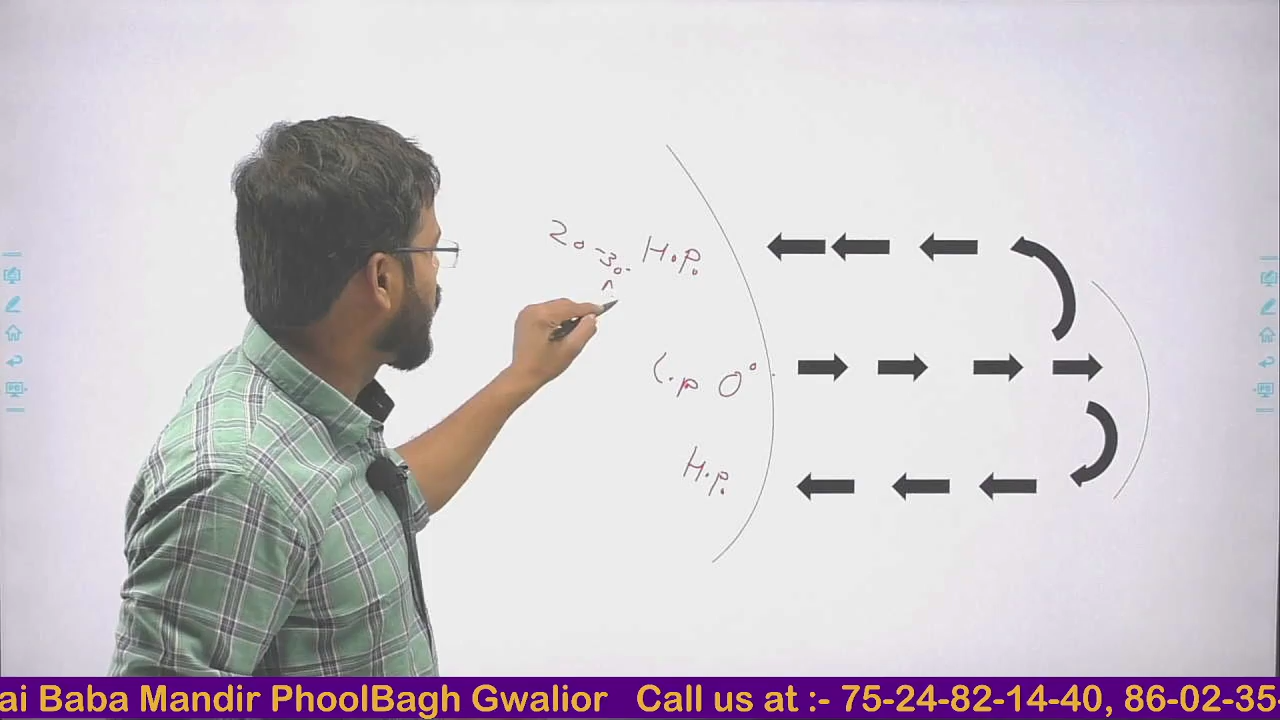 20-30° H.P.
N
L.P 0°
H.P.
ai Baba Mandir PhoolBagh Gwalior Call us at :- 75-24-82-14-40, 86-02-35